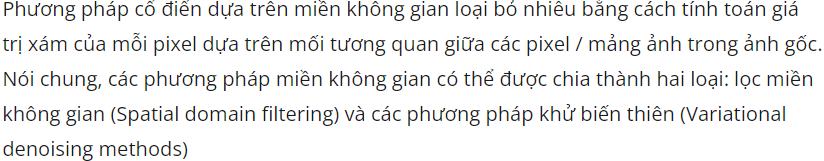 Phương pháp cổ điển dựa trên miền không gian loại bỏ nhiễu bằng cách tính toán giá
trị xám của mỗi pixel dựa trên mối tương quan giữa các pixel / mảng ảnh trong ảnh gốc.
Nói chung, các phương pháp miền không gian có thể được chia thành hai loại: lọc miền
không gian (Spatial domain filtering) và các phương pháp khử biến thiên (Variational
denoising methods)